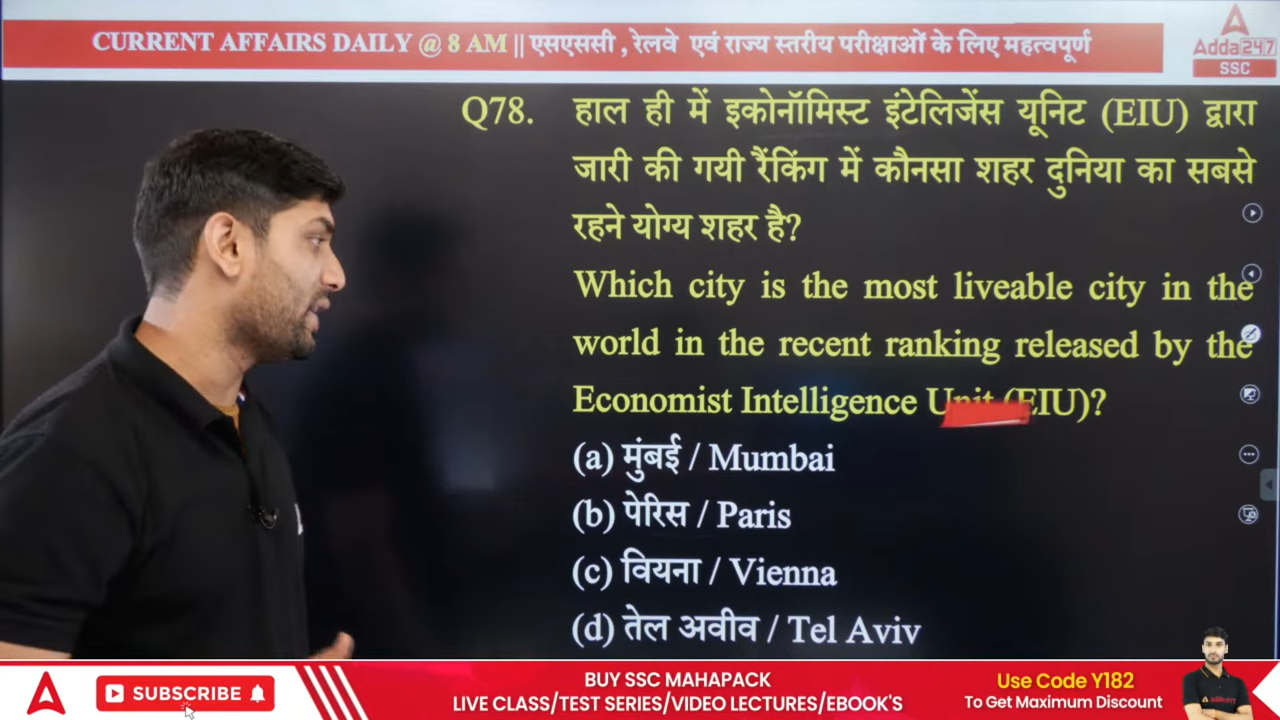 CURRENT AFFAIRS DAILY @ 8 AM || एसएससी , रेलवे एवं राज्य स्तरीय परीक्षाओं के लिए महत्वपूर्ण
Adda 247
SSC
Q78. हाल ही में इकोनॉमिस्ट इंटेलिजेंस यूनिट (EIU) द्वारा
जारी की गयी रैंकिंग में कौनसा शहर दुनिया का सबसे
रहने योग्य शहर है?
Which city is the most liveable city in the
world in the recent ranking released by the
Economist Intelligence Unit (EIU)?
(a) मुंबई / Mumbai
(b) पेरिस / Paris
(c) वियना / Vienna
(d) तेल अवीव / Tel Aviv
SUBSCRIBE
BUY SSC MAHAPACK
LIVE CLASS/TEST SERIES/VIDEO LECTURES/EBOOK'S
Use Code Y182
To Get Maximum Discount